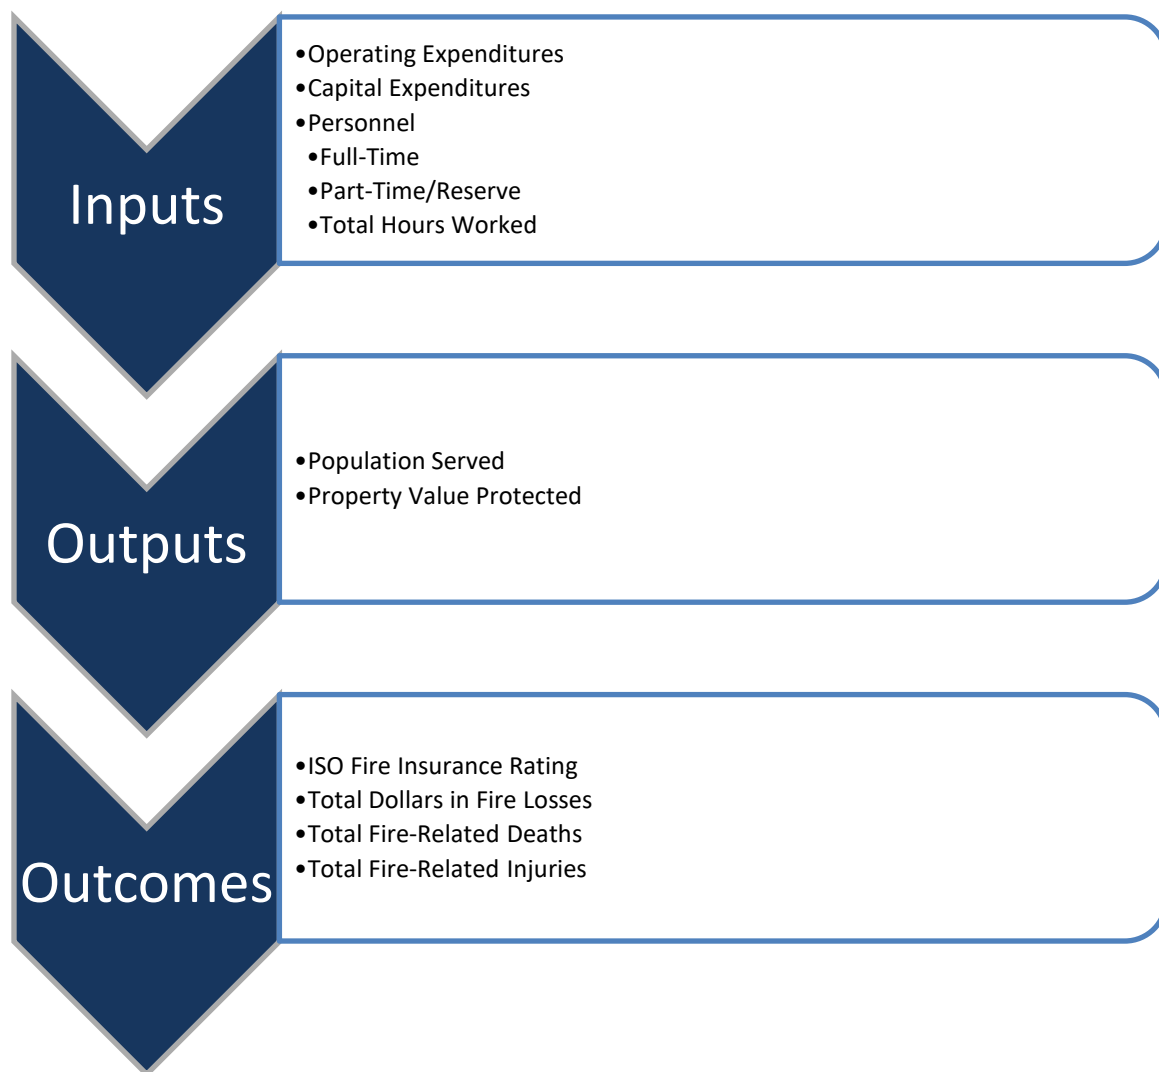 Inputs
•Operating Expenditures
•Capital Expenditures
•Personnel
•Full-Time
•Part-Time/Reserve
•Total Hours Worked
Outputs
•Population Served
•Property Value Protected
Outcomes
•ISO Fire Insurance Rating
•Total Dollars in Fire Losses
•Total Fire-Related Deaths
•Total Fire-Related Injuries